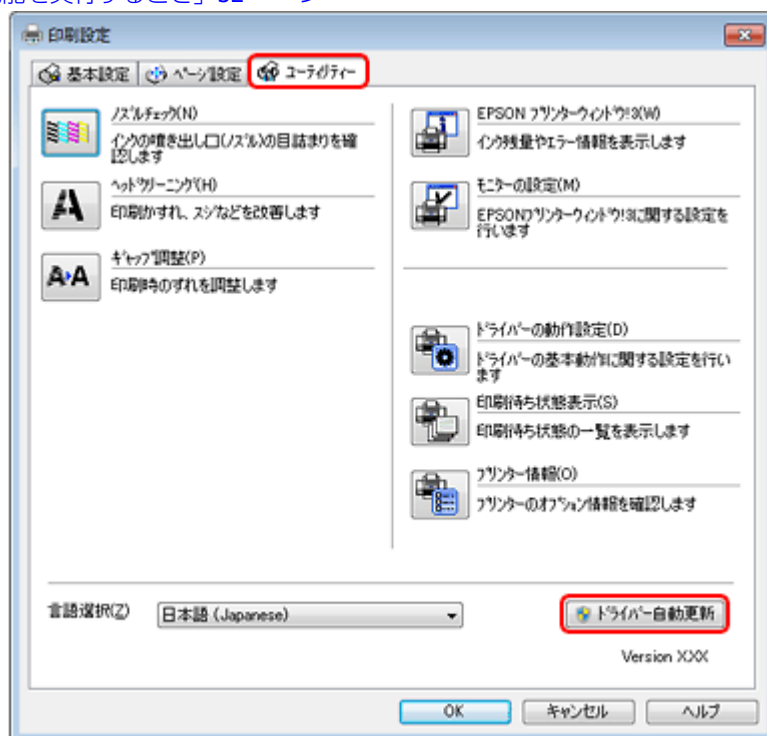 能を実行するとき」
印刷設定
基本設定 ページ設定 ユーティリティー
ノズルチェック(N)
インクの噴き出し口(ノズル)の目詰まりを確
認します
ヘッドクリーニング(H)
印刷かすれ、スジなどを改善します
ギャップ調整(P)
印刷時のずれを調整します
EPSON プリンターウィンドウ!3(W)
インク残量やエラー情報を表示します
モニターの設定(M)
EPSONプリンターウィンドウ!3に関する設定を
行います
ドライバーの動作設定(D)
ドライバーの基本動作に関する設定を行い
ます
印刷待ち状態表示(S)
印刷待ち状態の一覧を表示します
プリンター情報(O)
プリンターのオプション情報を確認します
言語選択(Z) 日本語 (Japanese) ドライバー自動更新
Version X.XX
OK キャンセル ヘルプ